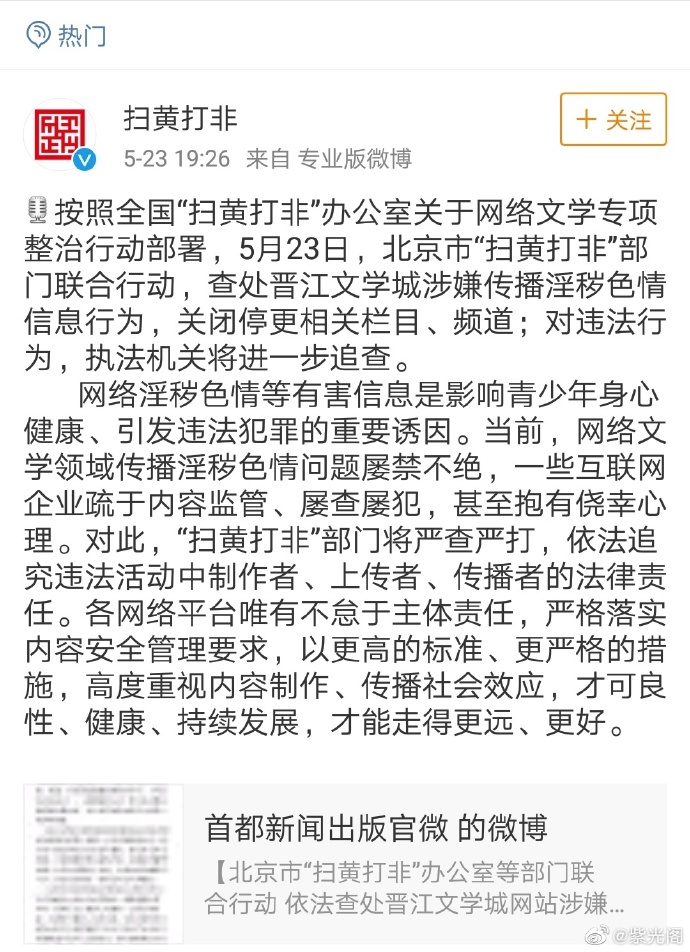 热门
扫黄打非
+ 关注
5-23 19:26 来自 专业版微博
按照全国“扫黄打非”办公室关于网络文学专项
整治行动部署，5月23日，北京市“扫黄打非”部
门联合行动，查处晋江文学城涉嫌传播淫秽色情
信息行为，关闭停更相关栏目、频道；对违法行
为，执法机关将进一步追查。
网络淫秽色情等有害信息是影响青少年身心
健康、引发违法犯罪的重要诱因。当前，网络文
学领域传播淫秽色情问题屡禁不绝，一些互联网
企业疏于内容监管、屡查屡犯，甚至抱有侥幸心
理。对此，“扫黄打非”部门将严查严打，依法追
究违法活动中制作者、上传者、传播者的法律责
任。各网络平台唯有不怠于主体责任，严格落实
内容安全管理要求，以更高的标准、更严格的措
施，高度重视内容制作、传播社会效应，才可良
性、健康、持续发展，才能走得更远、更好。
首都新闻出版官微 的微博
【北京市“扫黄打非”办公室等部门联
合行动 依法查处晋江文学城网站涉嫌...
@紫光阁